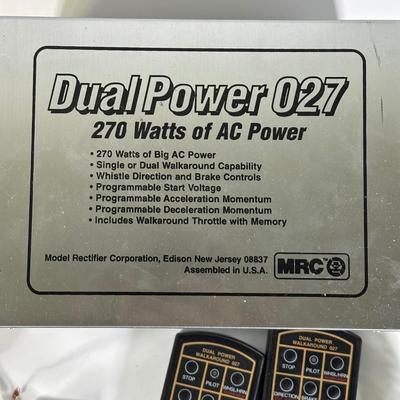 Dual Power 027
270 Watts of AC Power
• 270 Watts of Big AC Power
• Single or Dual Walkaround Capability
• Whistle Direction and Brake Controls
• Programmable Start Voltage
• Programmable Acceleration Momentum
• Programmable Deceleration Momentum
• Includes Walkaround Throttle with Memory
Model Rectifier Corporation, Edison New Jersey 08837
Assembled in U.S.A.
MRC
DUAL POWER
WALKAROUND 027
STOP PILOT WHSL/HRN
DUAL POWER
WALKAROUND 027
STOP PILOT WHSL/HRN
DIRECTION BRAKE